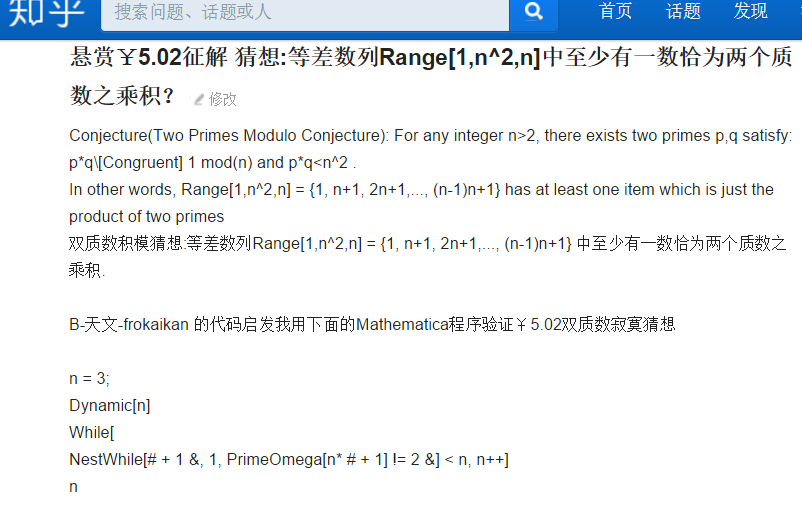 知乎 搜索问题、话题或人 首页 话题 发现
悬赏￥5.02征解 猜想:等差数列Range[1,n^2,n]中至少有一数恰为两个质
数之乘积？ 修改
Conjecture(Two Primes Modulo Conjecture): For any integer n>2, there exists two primes p,q satisfy:
p*q\[Congruent] 1 mod(n) and p*q<n^2 .
In other words, Range[1,n^2,n] = {1, n+1, 2n+1,..., (n-1)n+1} has at least one item which is just the
product of two primes
双质数积模猜想:等差数列Range[1,n^2,n] = {1, n+1, 2n+1,..., (n-1)n+1} 中至少有一数恰为两个质数之
乘积.
B-天文-frokaikan 的代码启发我用下面的Mathematica程序验证￥5.02双质数寂寞猜想
n = 3;
Dynamic[n]
While[
NestWhile[# + 1 &, 1, PrimeOmega[n* # + 1] != 2 &] < n, n++]
n